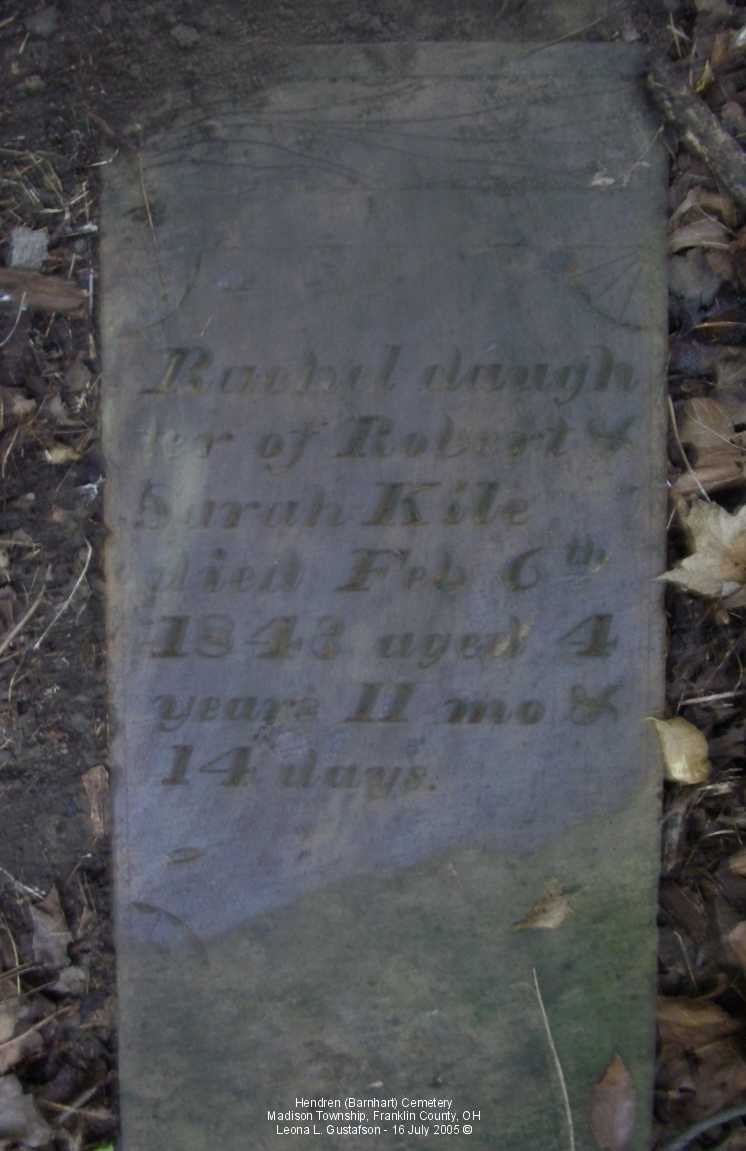 Rachel daugh
ter of Robert &
Sarah Kile
died Feb 6th
1843 aged 4
years 11 mo &
14 days.
Hendren (Barnhart) Cemetery
Madison Township, Franklin County, OH
Leona L. Gustafson - 16 July 2005 ©